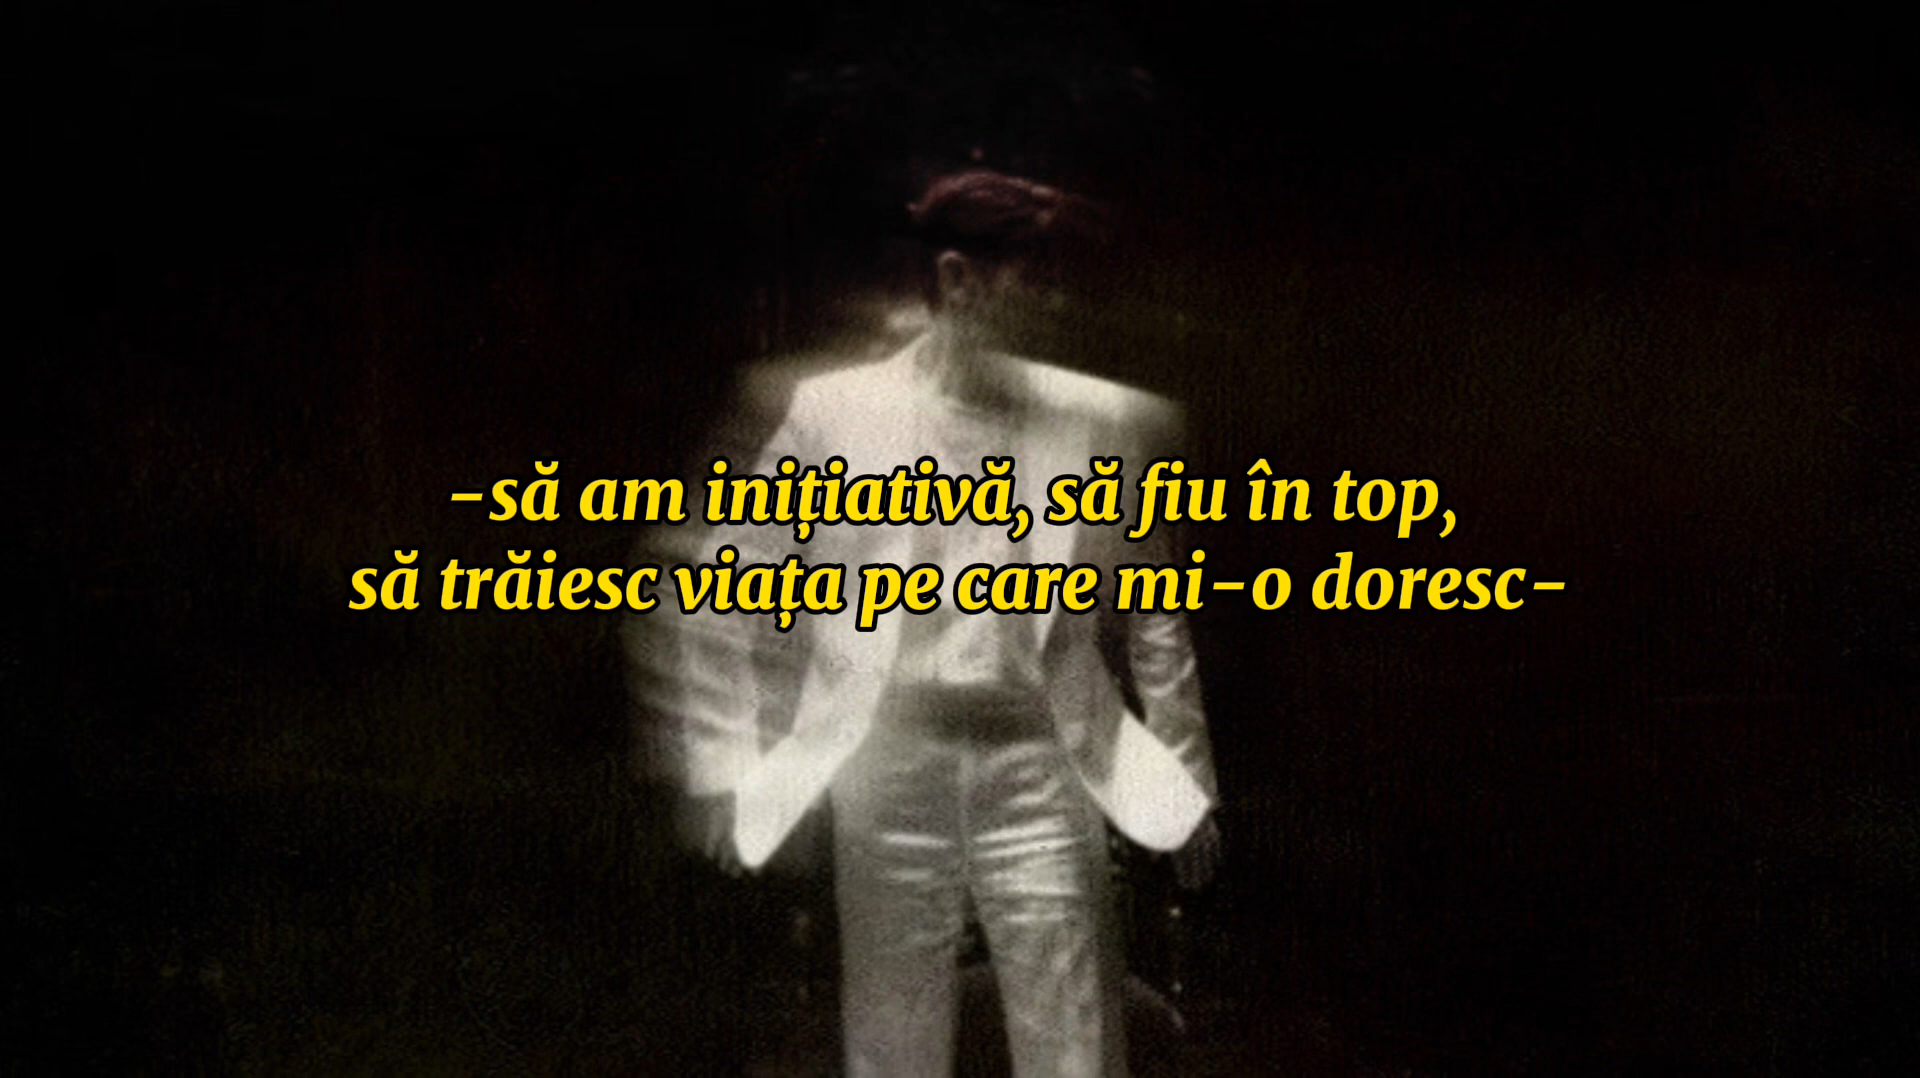 -să am inițiativă, să fiu în top,
să trăiesc viața pe care mi-o doresc-